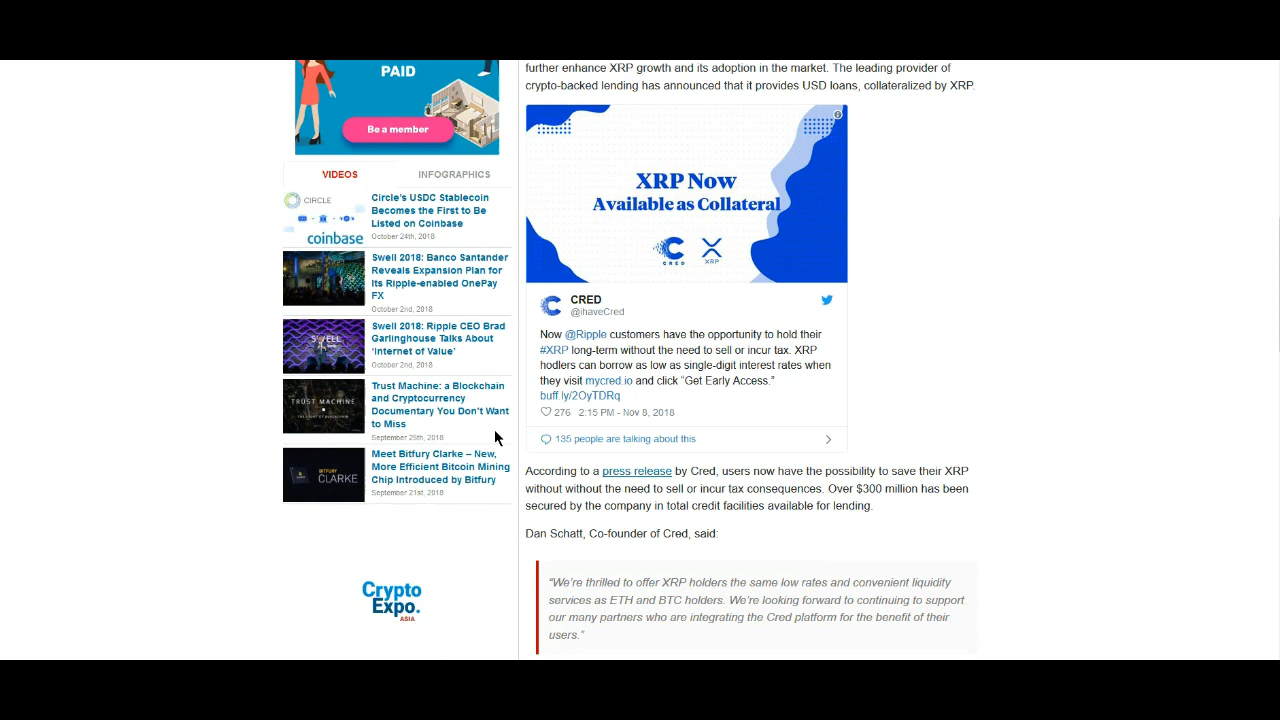 PAID
Be a member
VIDEOS
INFOGRAPHICS
CIRCLE
coinbase
Circle's USDC Stablecoin
Becomes the First to Be
Listed on Coinbase
October 24th, 2018
Swell 2018: Banco Santander
Reveals Expansion Plan for
Its Ripple-enabled OnePay
FX
October 2nd, 2018
SWELL
Swell 2018: Ripple CEO Brad
Garlinghouse Talks About
'Internet of Value'
October 2nd, 2018
TRUST MACHINE
Trust Machine: a Blockchain
and Cryptocurrency
Documentary You Don't Want
to Miss
September 25th, 2018
BITFURY
CLARKE
Meet Bitfury Clarke – New,
More Efficient Bitcoin Mining
Chip Introduced by Bitfury
September 21st, 2018
Crypto
Expo.
ASIA
further enhance XRP growth and its adoption in the market. The leading provider of
crypto-backed lending has announced that it provides USD loans, collateralized by XRP.
XRP Now
Available as Collateral
CRED
XRP
CRED
@ihaveCred
Now @Ripple customers have the opportunity to hold their
#XRP long-term without the need to sell or incur tax. XRP
hodlers can borrow as low as single-digit interest rates when
they visit mycred.io and click “Get Early Access.”
buff.ly/2OyTDRq
276 2:15 PM - Nov 8, 2018
135 people are talking about this
According to a press release by Cred, users now have the possibility to save their XRP
without without the need to sell or incur tax consequences. Over $300 million has been
secured by the company in total credit facilities available for lending.
Dan Schatt, Co-founder of Cred, said:
“We're thrilled to offer XRP holders the same low rates and convenient liquidity
services as ETH and BTC holders. We're looking forward to continuing to support
our many partners who are integrating the Cred platform for the benefit of their
users.”